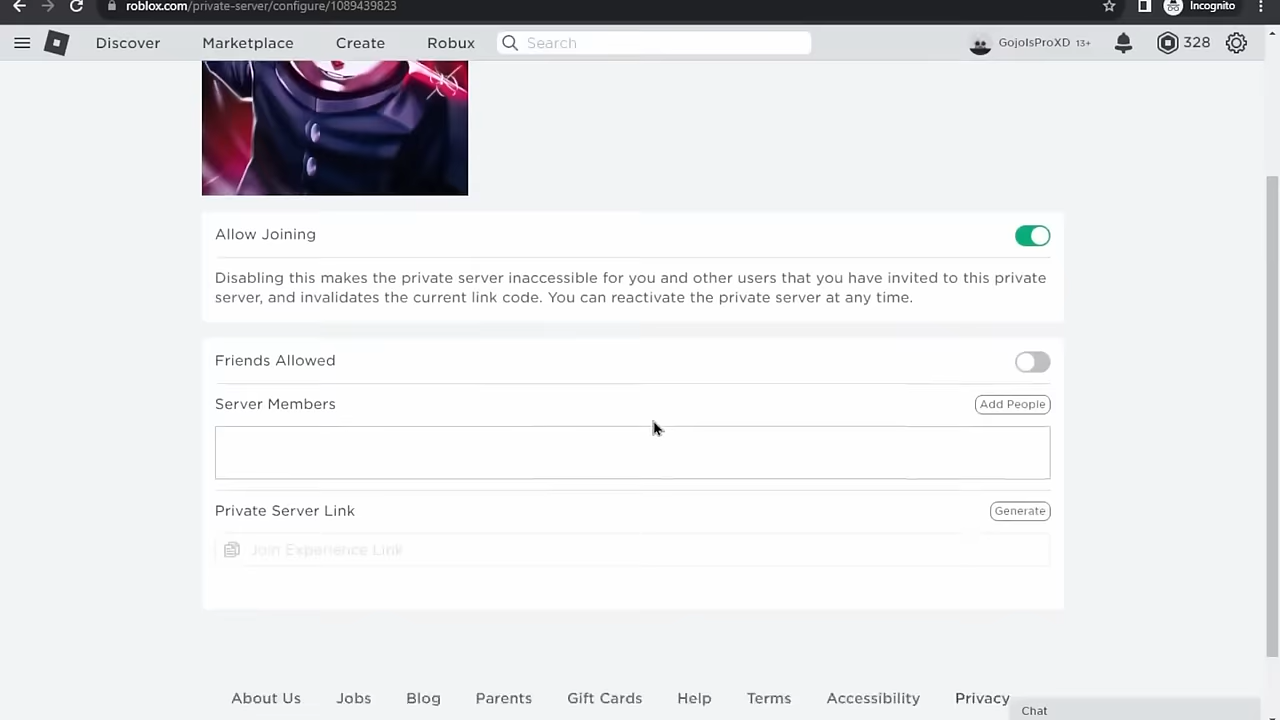 roblox.com/private-server/configure/1089439823
Incognito
Discover Marketplace Create Robux Search GojoIsProXD 13+ 328
Allow Joining
Disabling this makes the private server inaccessible for you and other users that you have invited to this private
server, and invalidates the current link code. You can reactivate the private server at any time.
Friends Allowed
Server Members Add People
Private Server Link Generate
Join Experience Link
About Us Jobs Blog Parents Gift Cards Help Terms Accessibility Privacy
Chat